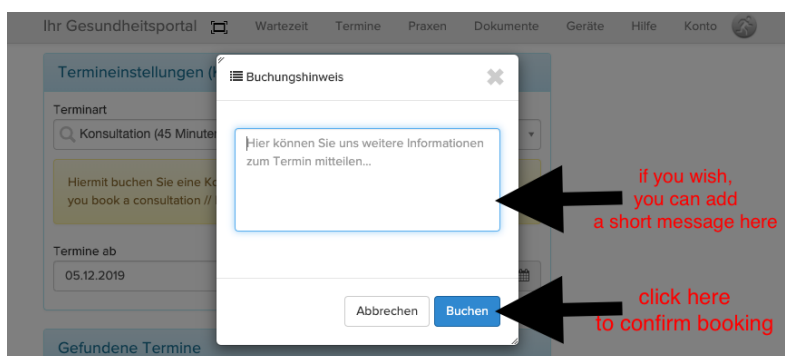 Ihr Gesundheitsportal Wartezeit Termine Praxen Dokumente Geräte Hilfe Konto
Termineinstellungen
Buchungshinweis
Terminart
Konsultation (45 Minuten
Hier können Sie uns weitere Informationen
zum Termin mitteilen...
Hiermit buchen Sie eine
you book a consultation //
if you wish,
you can add
a short message here
Termine ab
05.12.2019
Abbrechen Buchen
click here
to confirm booking
Gefundene Termine